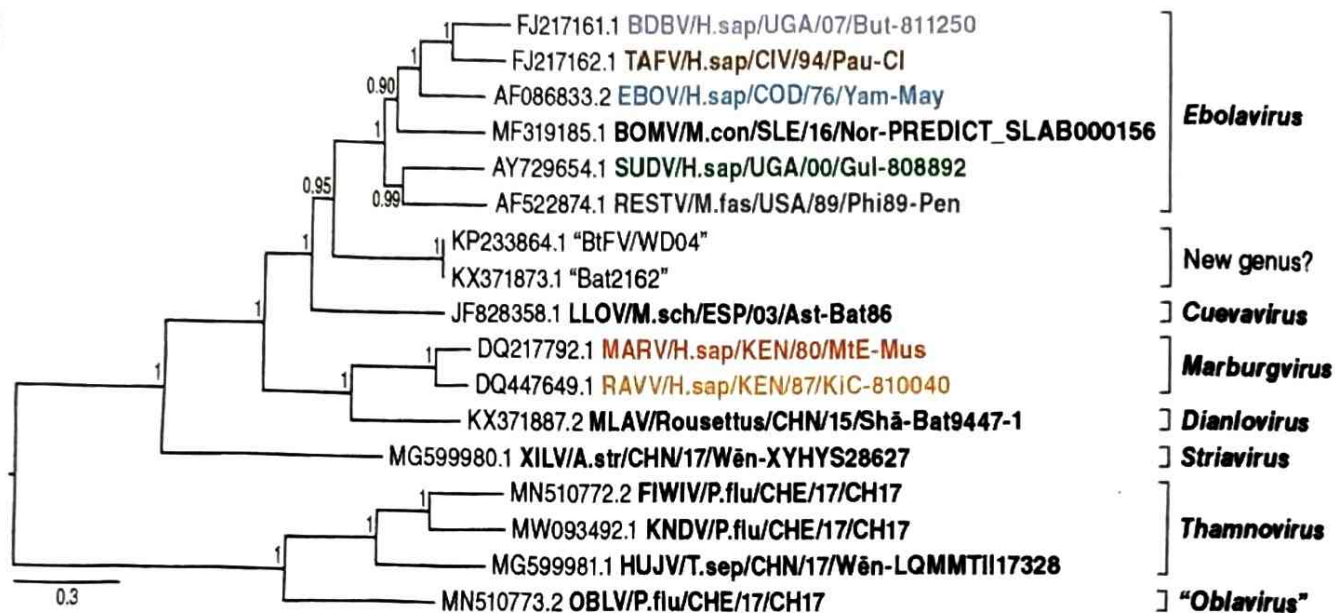 FJ217161.1 BDBV/H.sap/UGA/07/But-811250
FJ217162.1 TAFV/H.sap/CIV/94/Pau-CI
AF086833.2 EBOV/H.sap/COD/76/Yam-May
MF319185.1 BOMV/M.con/SLE/16/Nor-PREDICT_SLAB000156
AY729654.1 SUDV/H.sap/UGA/00/Gul-808892
AF522874.1 RESTV/M.fas/USA/89/Phi89-Pen
Ebolavirus
KP233864.1 “BtFV/WD04”
KX371873.1 “Bat2162”
New genus?
JF828358.1 LLOV/M.sch/ESP/03/Ast-Bat86
Cuevavirus
DQ217792.1 MARV/H.sap/KEN/80/MtE-Mus
DQ447649.1 RAVV/H.sap/KEN/87/KiC-810040
Marburgvirus
KX371887.2 MLAV/Rousettus/CHN/15/Shā-Bat9447-1
Dianlovirus
MG599980.1 XILV/A.str/CHN/17/Wēn-XYHYS28627
Striavirus
MN510772.2 FIWIV/P.flu/CHE/17/CH17
MW093492.1 KNDV/P.flu/CHE/17/CH17
MG599981.1 HUJV/T.sep/CHN/17/Wēn-LQMMTII17328
Thamnovirus
MN510773.2 OBLV/P.flu/CHE/17/CH17
“Oblavirus”
1
1
0.90
1
0.99
0.95
1
1
1
1
1
1
1
1
1
0.3